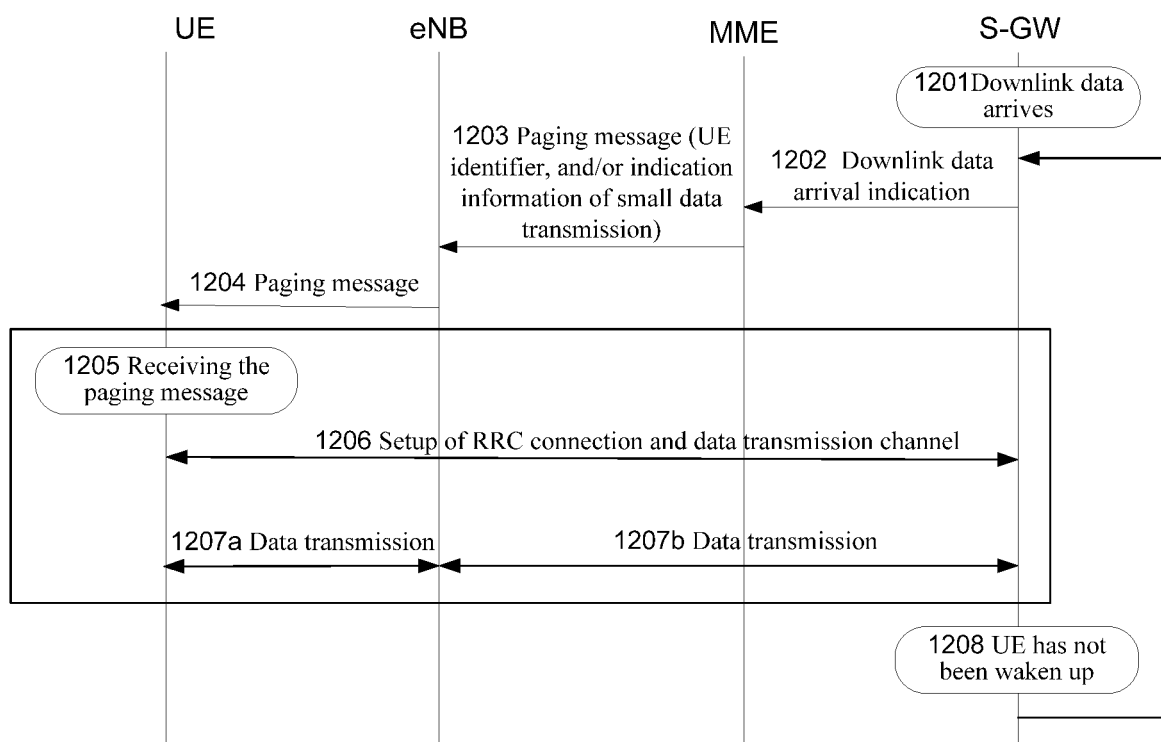 UE
eNB
MME
S-GW
1201Downlink data
arrives
1203 Paging message (UE
identifier, and/or indication
information of small data
transmission)
1202 Downlink data
arrival indication
1204 Paging message
1205 Receiving the
paging message
1206 Setup of RRC connection and data transmission channel
1207a Data transmission
1207b Data transmission
1208 UE has not
been waken up